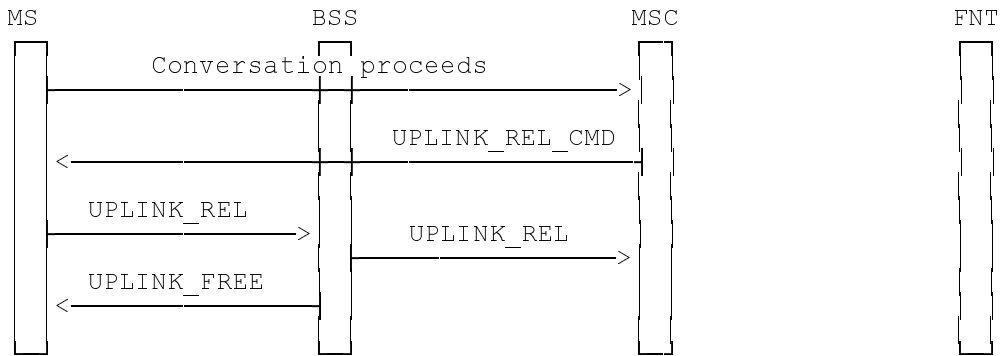 MS BSS MSC FNT
Conversation proceeds
UPLINK_REL_CMD
UPLINK_REL
UPLINK_REL
UPLINK_FREE